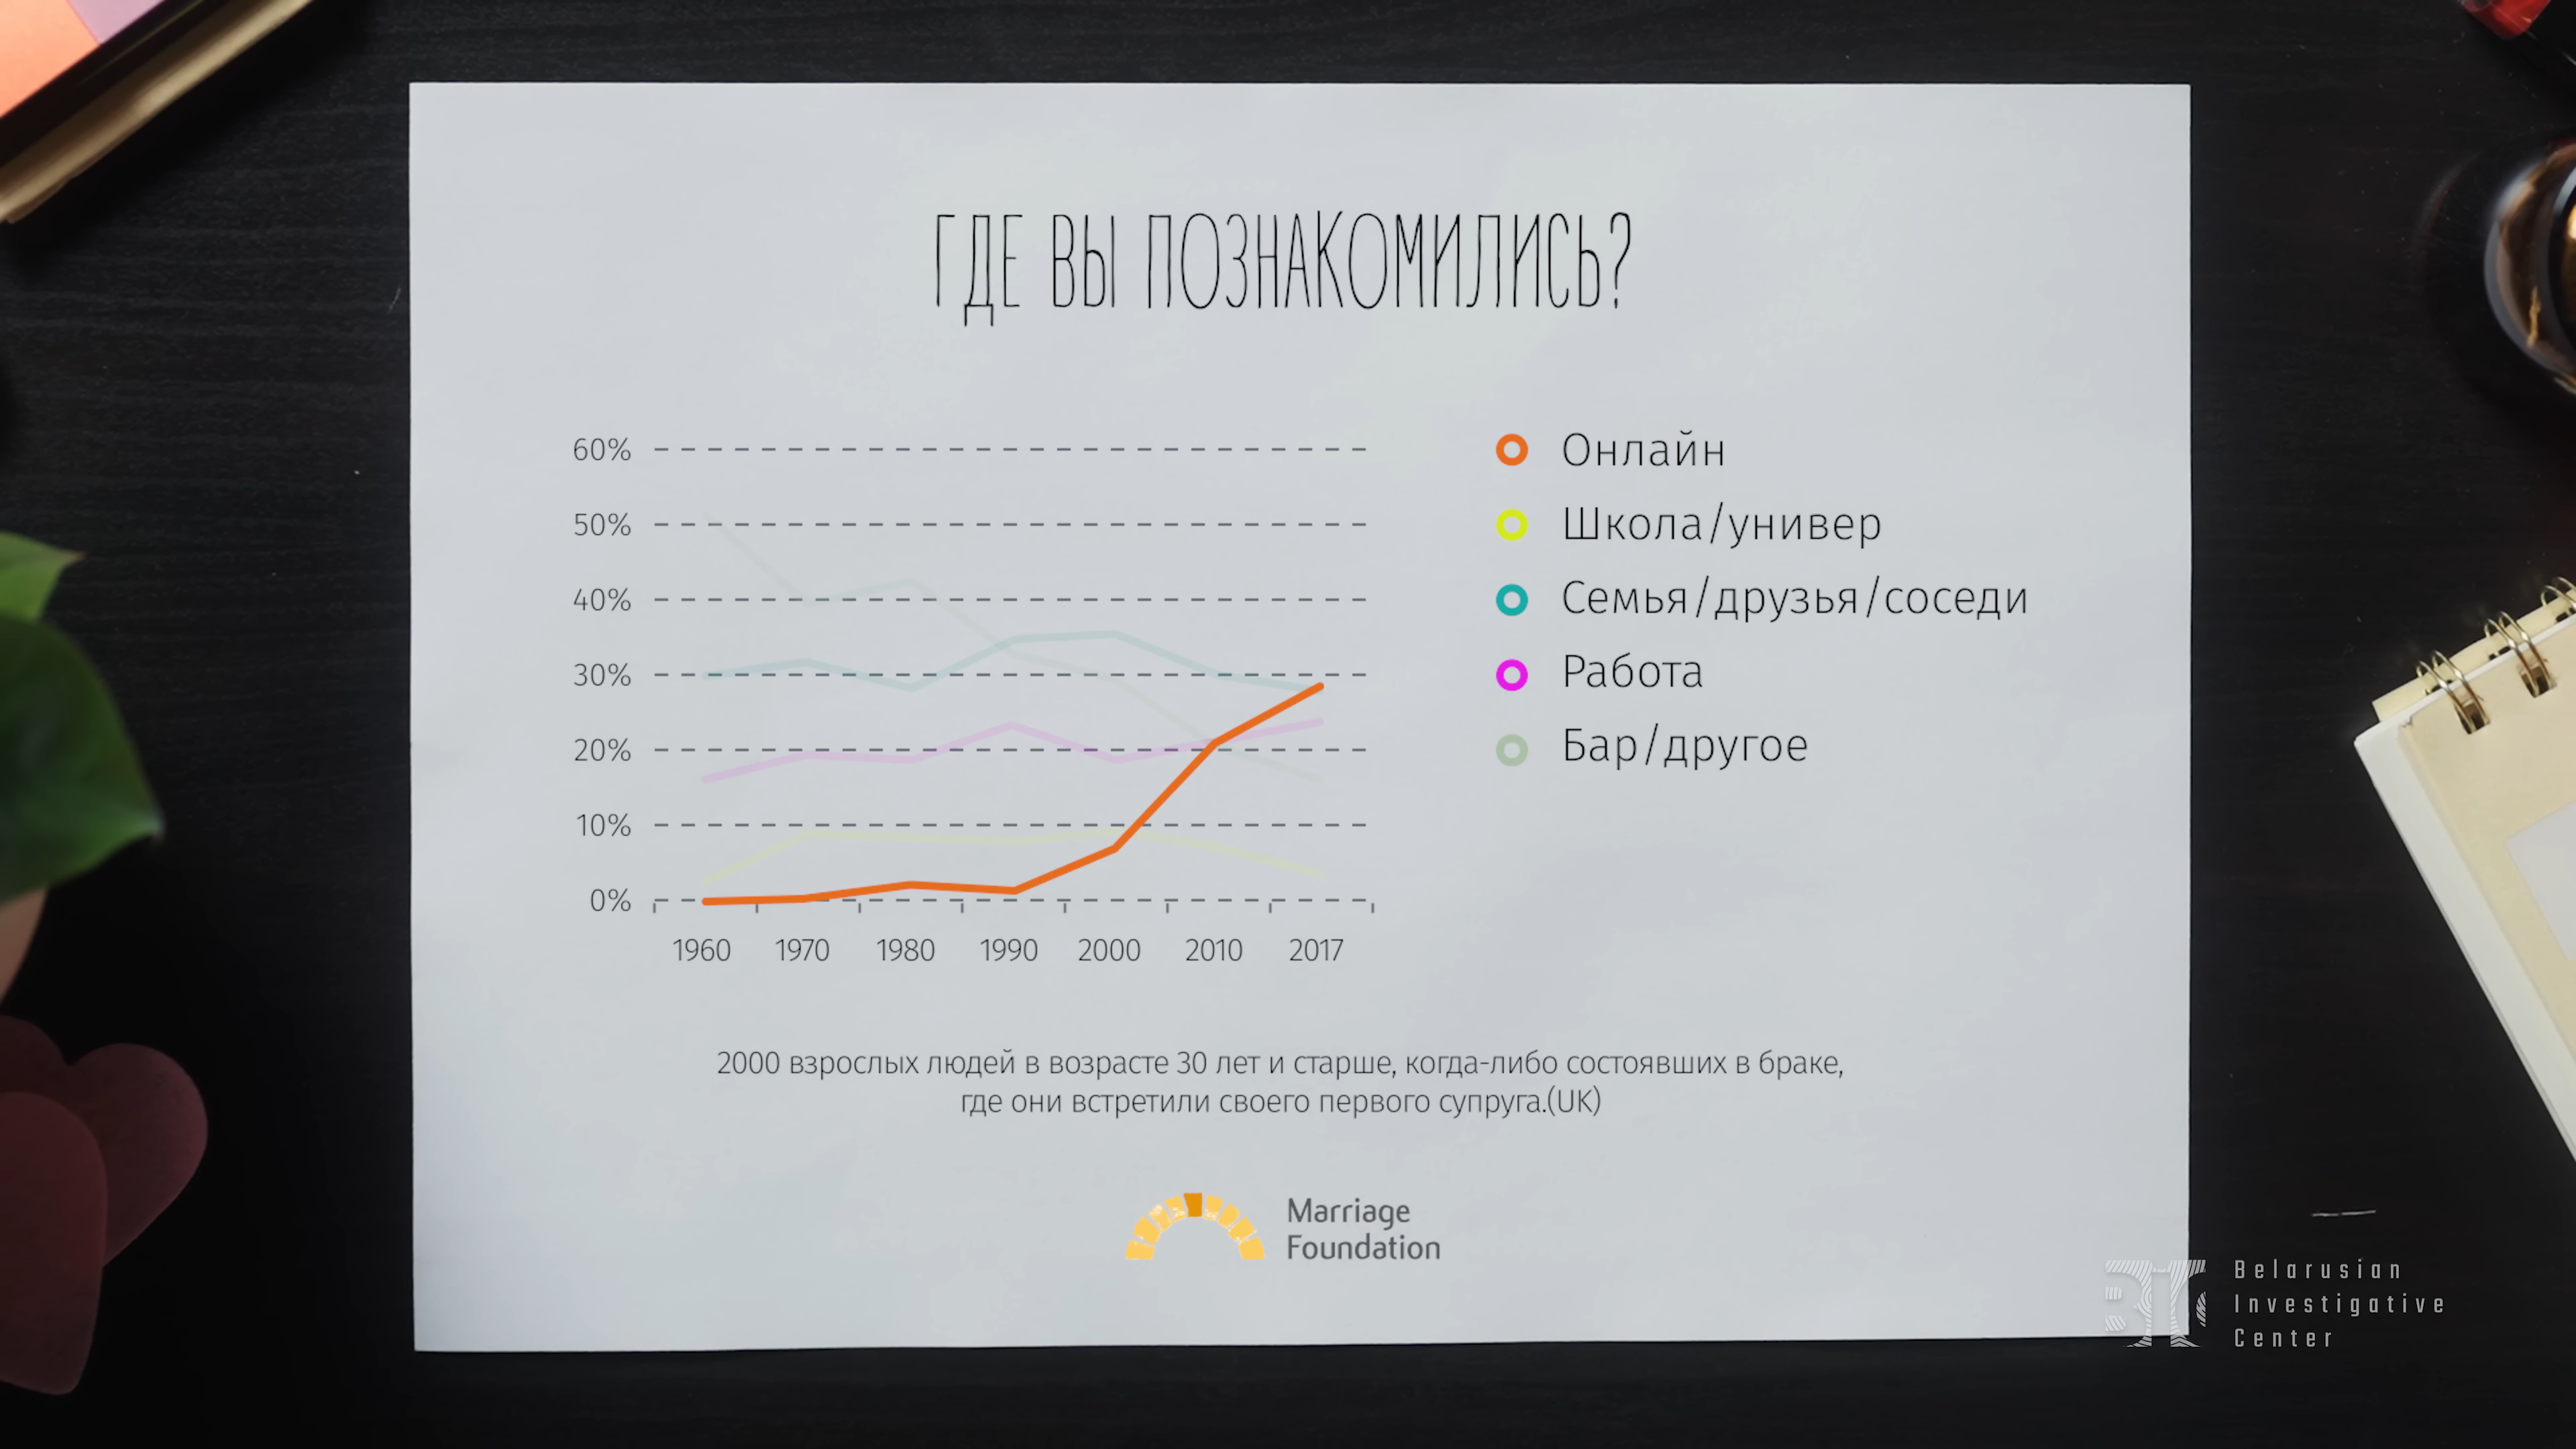 ГДЕ ВЫ ПОЗНАКОМИЛИСЬ?
60%
50%
40%
30%
20%
10%
0%
1960 1970 1980 1990 2000 2010 2017
Онлайн
Школа/универ
Семья/друзья/соседи
Работа
Бар/другое
2000 взрослых людей в возрасте 30 лет и старше, когда-либо состоявших в браке,
где они встретили своего первого супруга.(UK)
Marriage
Foundation
Belarusian
Investigative
Center